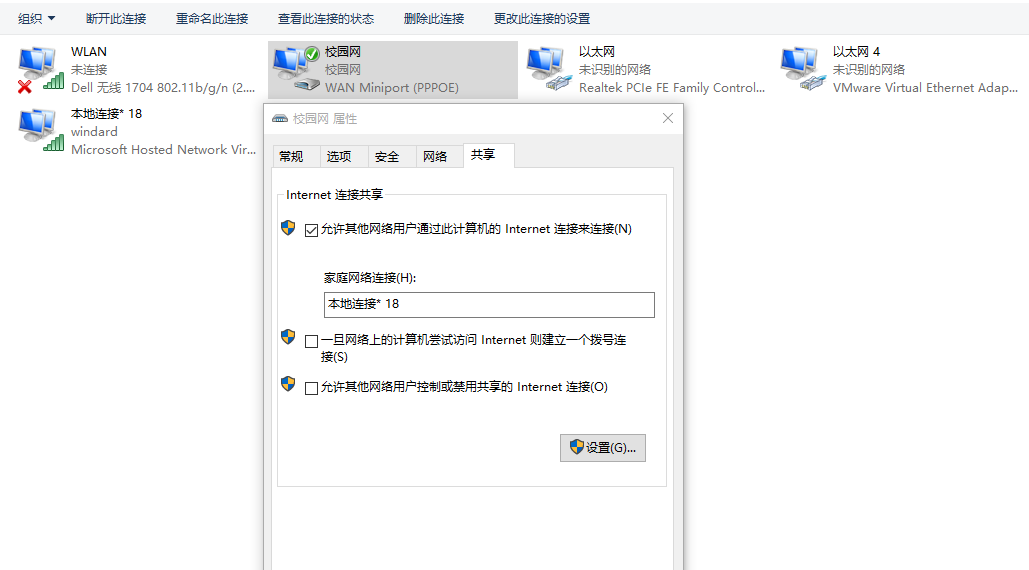 组织 断开此连接 重命名此连接 查看此连接的状态 删除此连接 更改此连接的设置
WLAN
未连接
Dell 无线 1704 802.11b/g/n (2....
校园网
校园网
WAN Miniport (PPPOE)
以太网
未识别的网络
Realtek PCIe FE Family Control...
以太网 4
未识别的网络
VMware Virtual Ethernet Adap...
本地连接* 18
windard
Microsoft Hosted Network Vir...
校园网 属性
常规 选项 安全 网络 共享
Internet 连接共享
允许其他网络用户通过此计算机的 Internet 连接来连接(N)
家庭网络连接(H):
本地连接* 18
一旦网络上的计算机尝试访问 Internet 则建立一个拨号连
接(S)
允许其他网络用户控制或禁用共享的 Internet 连接(O)
设置(G)...